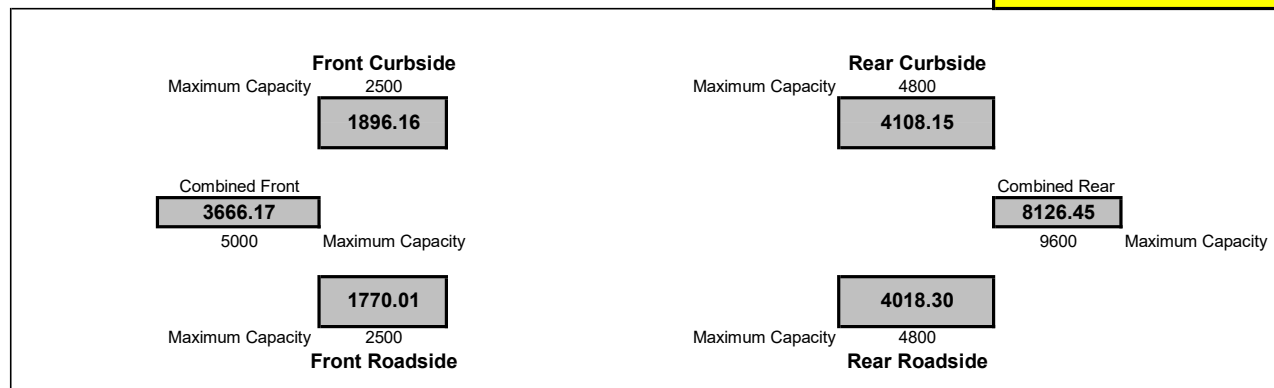 Front Curbside Rear Curbside
Maximum Capacity 2500 Maximum Capacity 4800
1896.16 4108.15
Combined Front Combined Rear
3666.17 8126.45
5000 Maximum Capacity 9600 Maximum Capacity
1770.01 4018.30
Maximum Capacity 2500 Maximum Capacity 4800
Front Roadside Rear Roadside